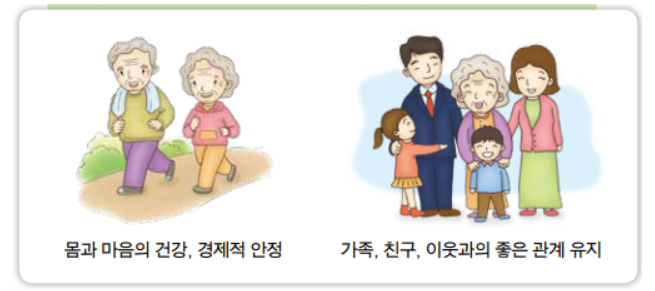 몸과 마음의 건강, 경제적 안정
가족, 친구, 이웃과의 좋은 관계 유지